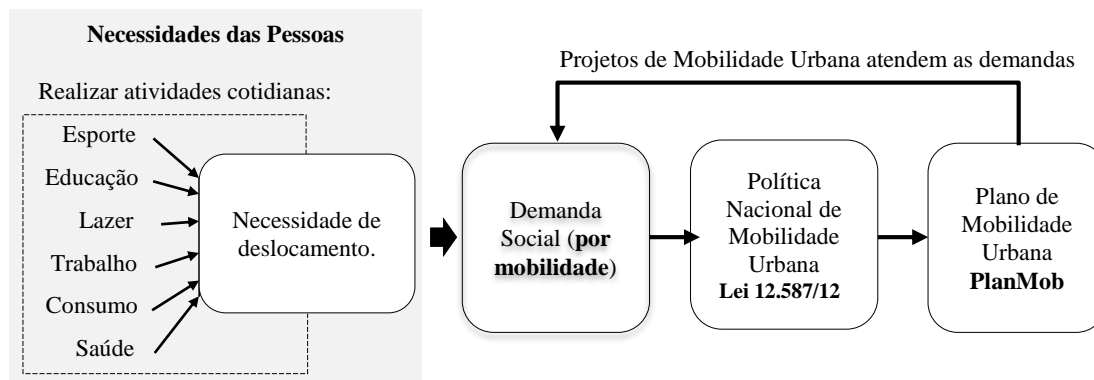 Necessidades das Pessoas
Realizar atividades cotidianas:
Esporte
Educação
Lazer
Trabalho
Consumo
Saúde
Necessidade de
deslocamento.
Projetos de Mobilidade Urbana atendem as demandas
Demanda
Social (por
mobilidade)
Política
Nacional de
Mobilidade
Urbana
Lei 12.587/12
Plano de
Mobilidade
Urbana
PlanMob